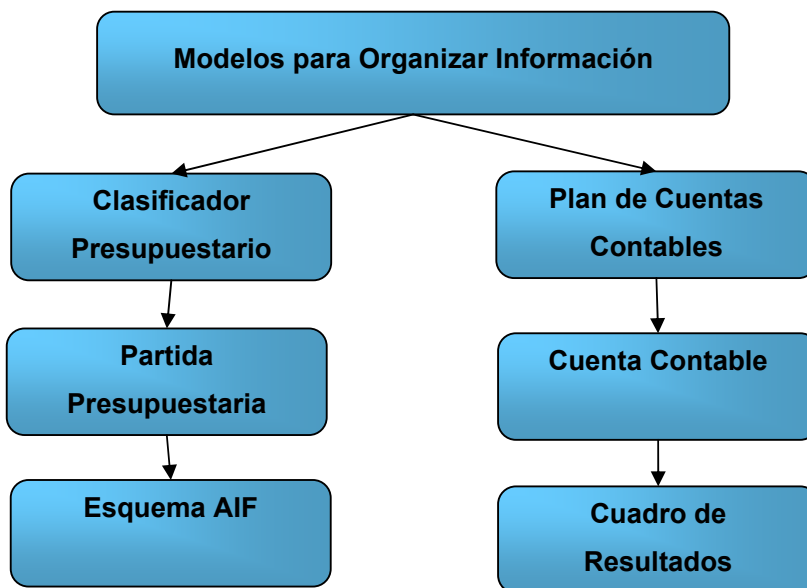 Modelos para Organizar Información
Clasificador
Presupuestario
Plan de Cuentas
Contables
Partida
Presupuestaria
Cuenta Contable
Esquema AIF
Cuadro de
Resultados